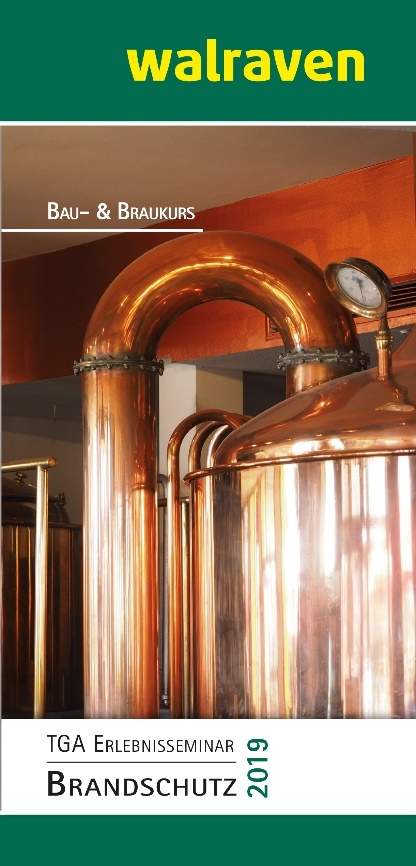 walraven
Bau- & Braukurs
TGA Erlebnisseminar
Brandschutz
2019